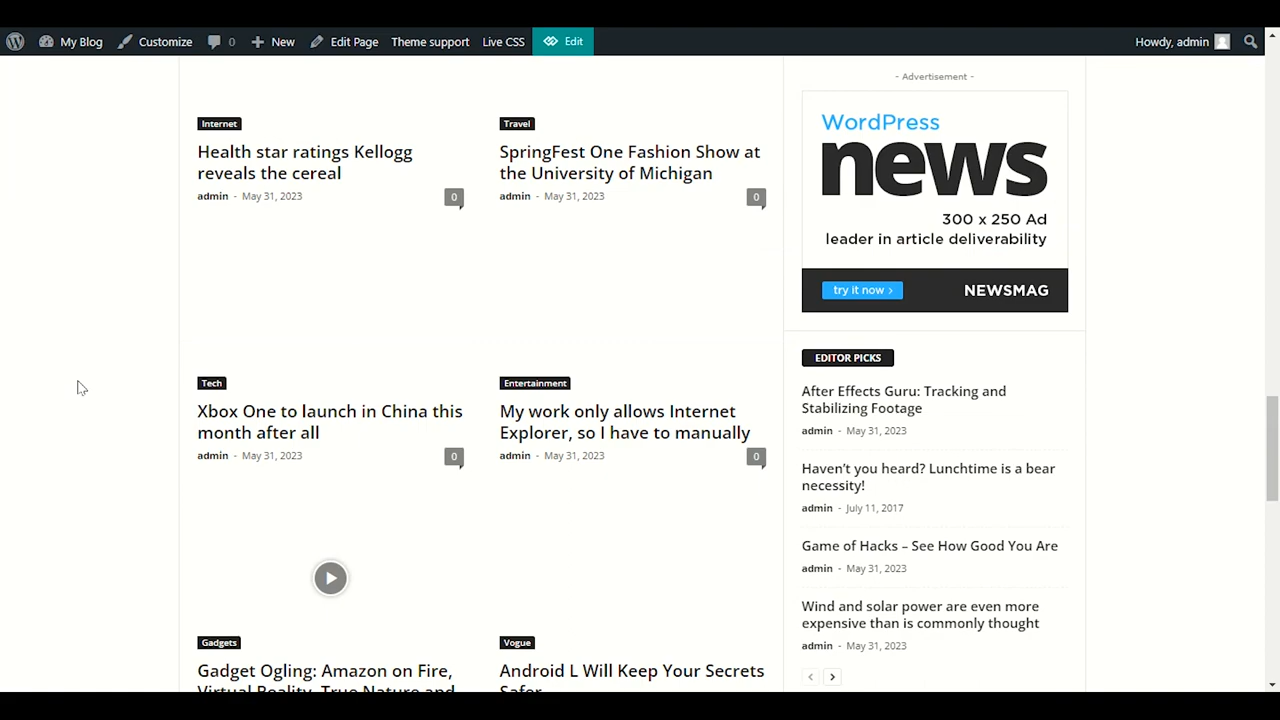 My Blog Customize 0 New Edit Page Theme support Live CSS Edit Howdy, admin
- Advertisement -
WordPress
news
300 x 250 Ad
leader in article deliverability
try it now › NEWSMAG
Internet
Health star ratings Kellogg
reveals the cereal
admin - May 31, 2023 0
Travel
SpringFest One Fashion Show at
the University of Michigan
admin - May 31, 2023 0
Tech
Xbox One to launch in China this
month after all
admin - May 31, 2023 0
Entertainment
My work only allows Internet
Explorer, so I have to manually
admin - May 31, 2023 0
Gadgets
Gadget Ogling: Amazon on Fire,
Virtual Reality, True Nature and
Vogue
Android L Will Keep Your Secrets
Safer
EDITOR PICKS
After Effects Guru: Tracking and
Stabilizing Footage
admin - May 31, 2023
Haven’t you heard? Lunchtime is a bear
necessity!
admin - July 11, 2017
Game of Hacks – See How Good You Are
admin - May 31, 2023
Wind and solar power are even more
expensive than is commonly thought
admin - May 31, 2023